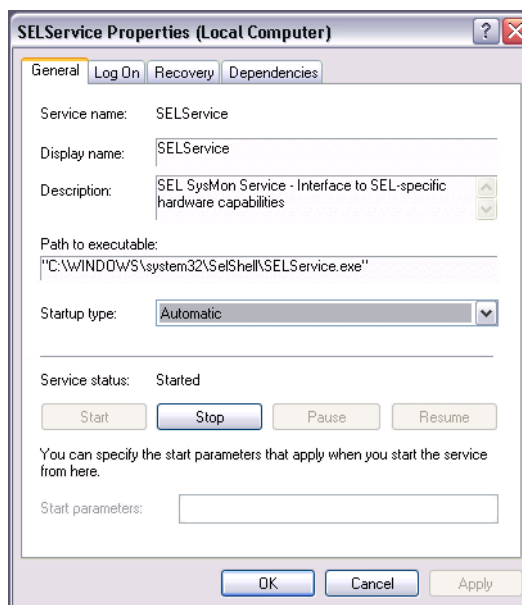 SELService Properties (Local Computer)
General Log On Recovery Dependencies
Service name: SELService
Display name: SELService
Description: SEL SysMon Service - Interface to SEL-specific
hardware capabilities
Path to executable:
"C:\WINDOWS\system32\SelShell\SELService.exe"
Startup type: Automatic
Service status: Started
Start Stop Pause Resume
You can specify the start parameters that apply when you start the service
from here.
Start parameters:
OK Cancel Apply